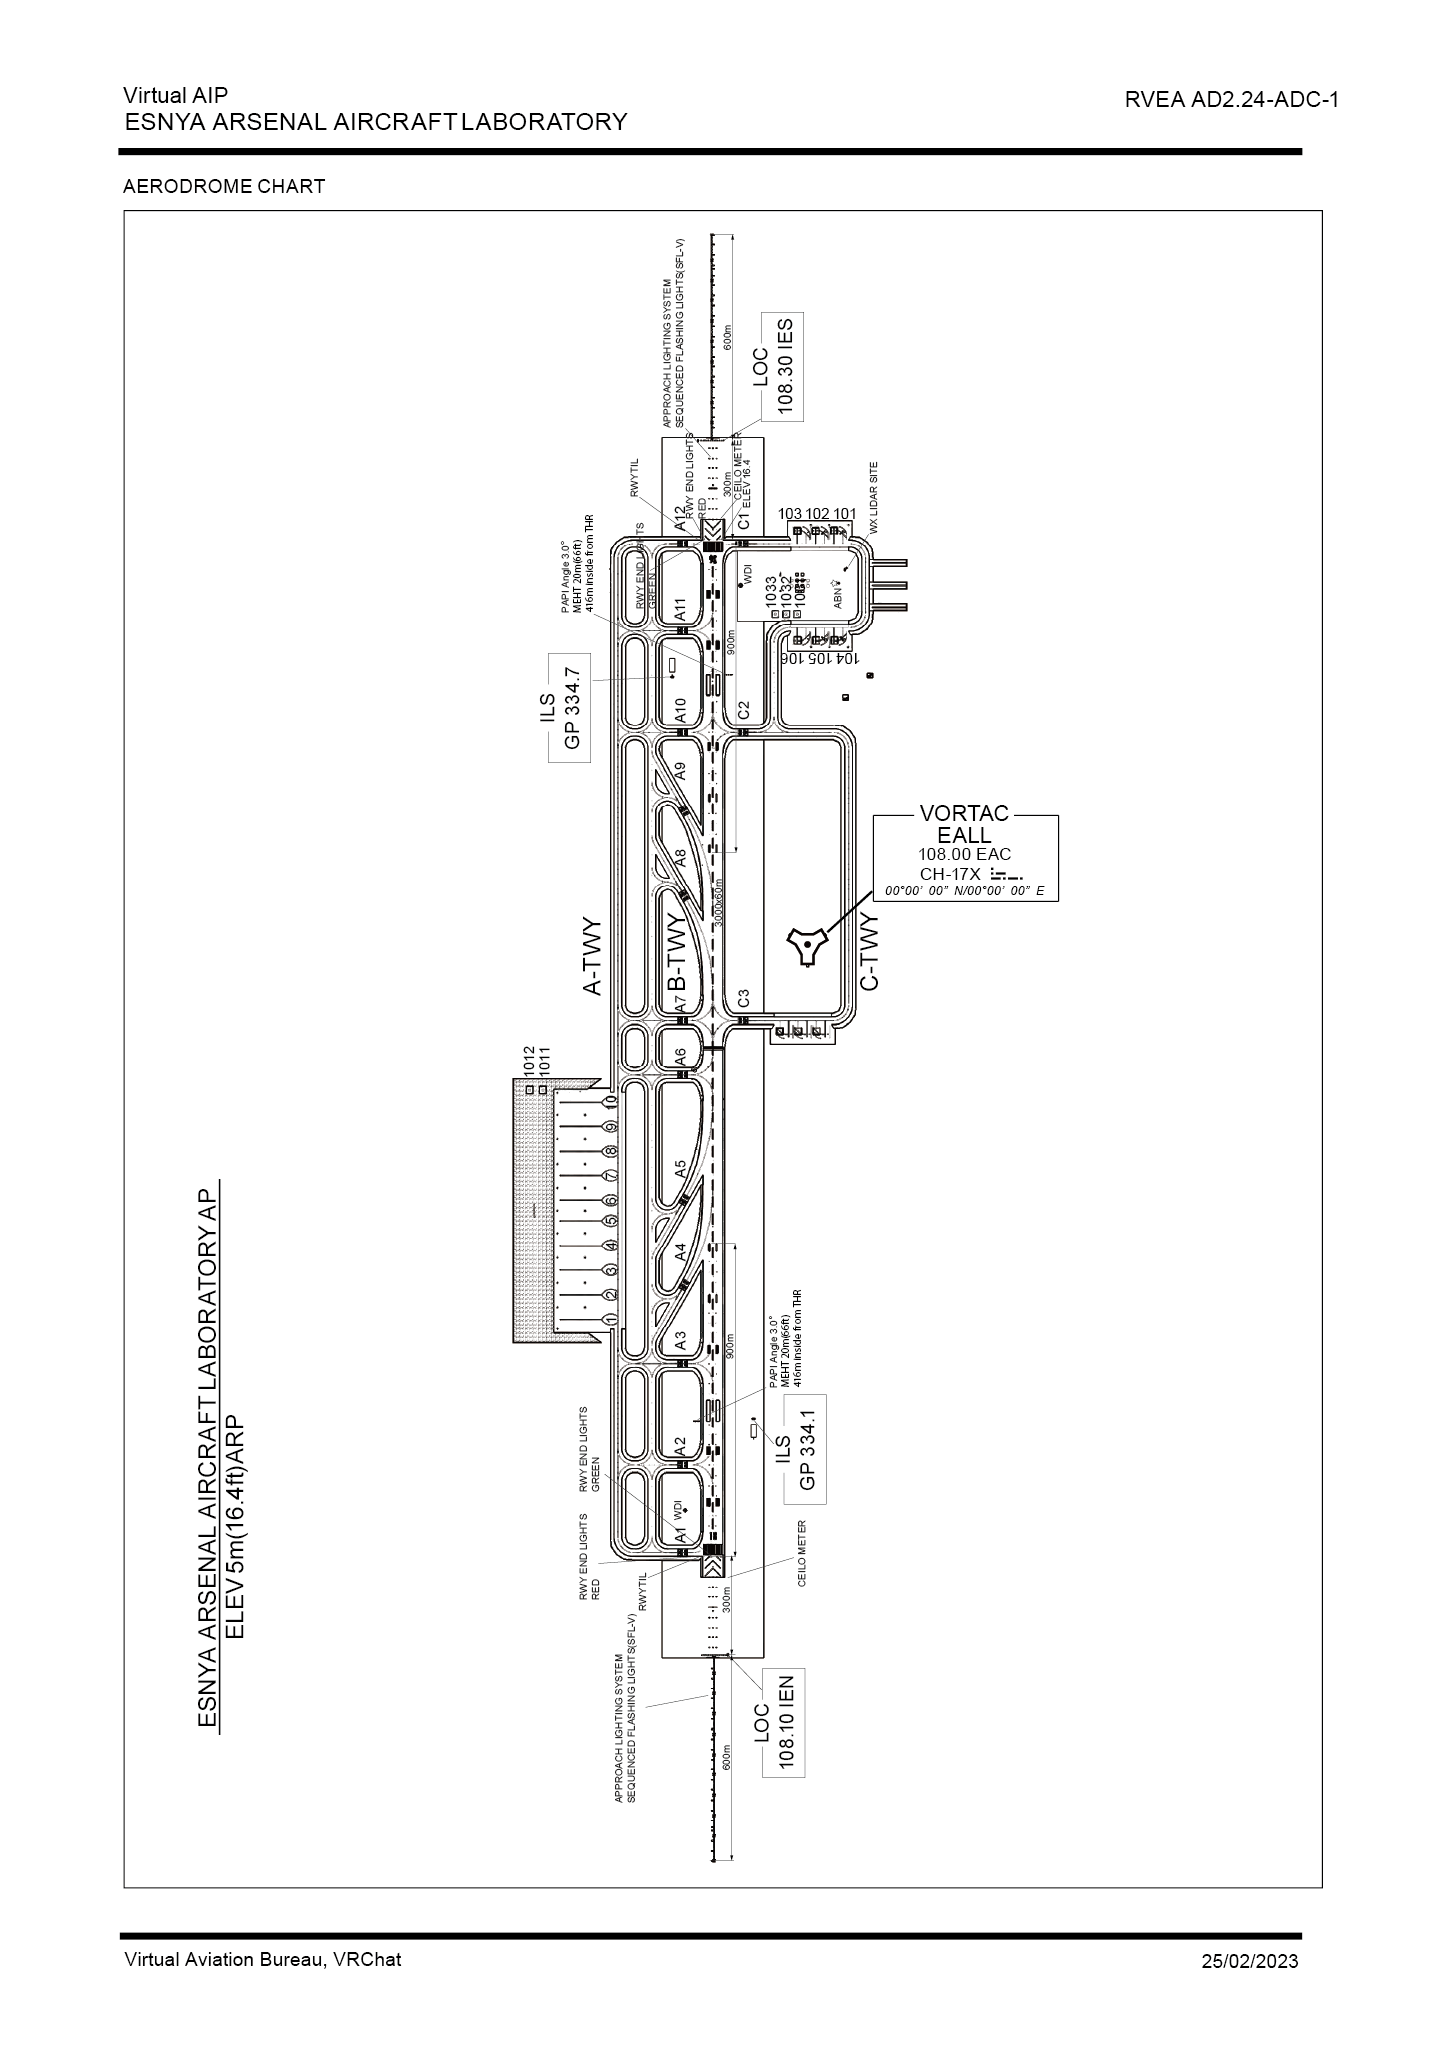 Virtual AIP
ESNYA ARSENAL AIRCRAFT LABORATORY
RVEA AD2.24-ADC-1
AERODROME CHART
APPROACH LIGHTING SYSTEM
SEQUENCED FLASHING LIGHTS(SFL-V)
600m
LOC
108.30 IES
RWYTIL
RWY END LIGHTS
RED
300m
CEILO METER
ELEV 16.4
WX LIDAR SITE
A12
C1
103 102 101
PAPI Angle 3.0°
MEHT 20m(66ft)
416m inside from THR
RWY END LIGHTS
GREEN
WDI
1033
1032
ABN
A11
900m
106 105 104
ILS
GP 334.7
A10
C2
A9
A8
VORTAC
EALL
108.00 EAC
CH-17X
00°00' 00" N/00°00' 00" E
3000x60m
A-TWY
B-TWY
C-TWY
A7
C3
A6
1012
1011
10
9
8
7
6
5
4
3
2
1
A5
A4
A3
900m
PAPI Angle 3.0°
MEHT 20m(66ft)
416m inside from THR
ESNYA ARSENAL AIRCRAFT LABORATORY AP
ELEV 5m(16.4ft)ARP
RWY END LIGHTS
GREEN
A2
ILS
GP 334.1
WDI
A1
RWY END LIGHTS
RED
RWYTIL
CEILO METER
300m
APPROACH LIGHTING SYSTEM
SEQUENCED FLASHING LIGHTS(SFL-V)
LOC
108.10 IEN
600m
Virtual Aviation Bureau, VRChat
25/02/2023